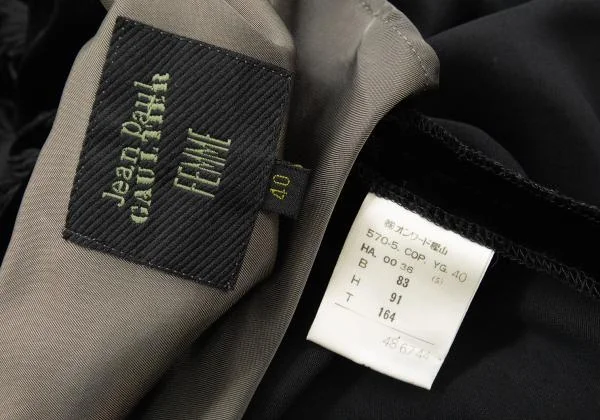 Jean Paul
GAULTIER
FEMME
40
㈱オンワード樫山
570-5, COP, YG, 40
HA, 00 36 (S)
B 83
H 91
T 164